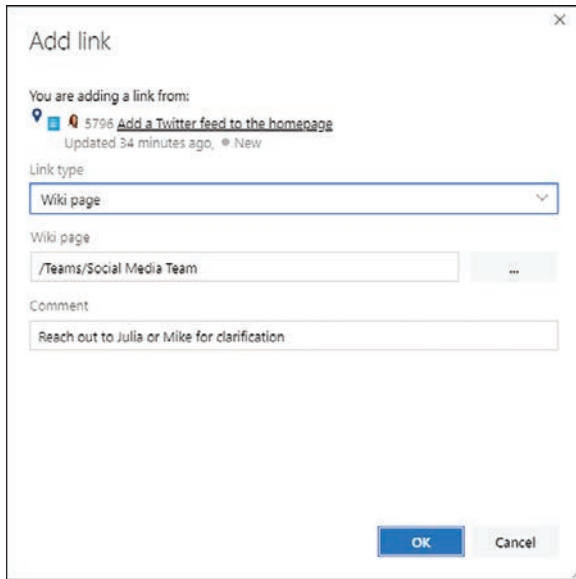 Add link
You are adding a link from:
5796 Add a Twitter feed to the homepage
Updated 34 minutes ago, New
Link type
Wiki page
Wiki page
/Teams/Social Media Team
...
Comment
Reach out to Julia or Mike for clarification
OK
Cancel